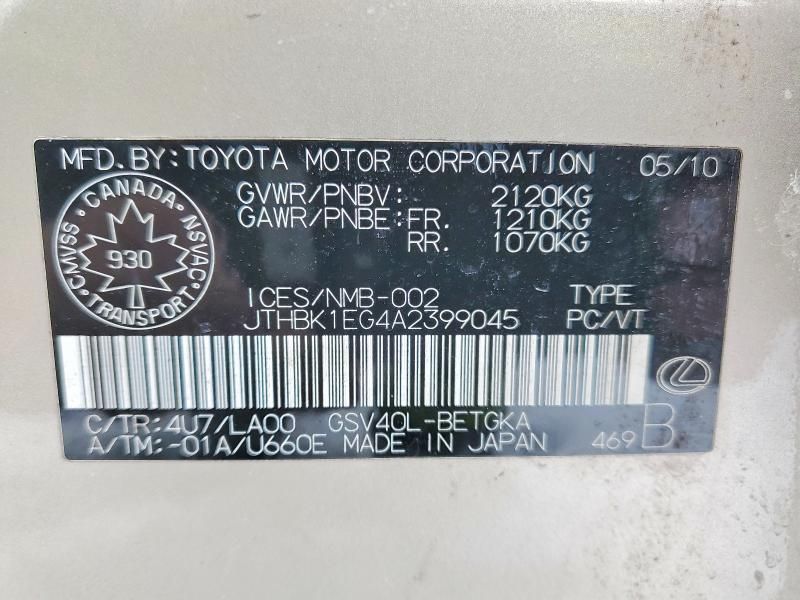 MFD.BY:TOYOTA MOTOR CORPORATION 05/10
GVWR/PNBV: 2120KG
GAWR/PNBE:FR. 1210KG
RR. 1070KG
CANADA
CMVSS NSVAC
930
TRANSPORT
ICES/NMB-002 TYPE
JTHBK1EG4A2399045 PC/VT
C/TR:4U7/LA00 GSV40L-BETGKA
A/TM:-01A/U660E MADE IN JAPAN 469 B